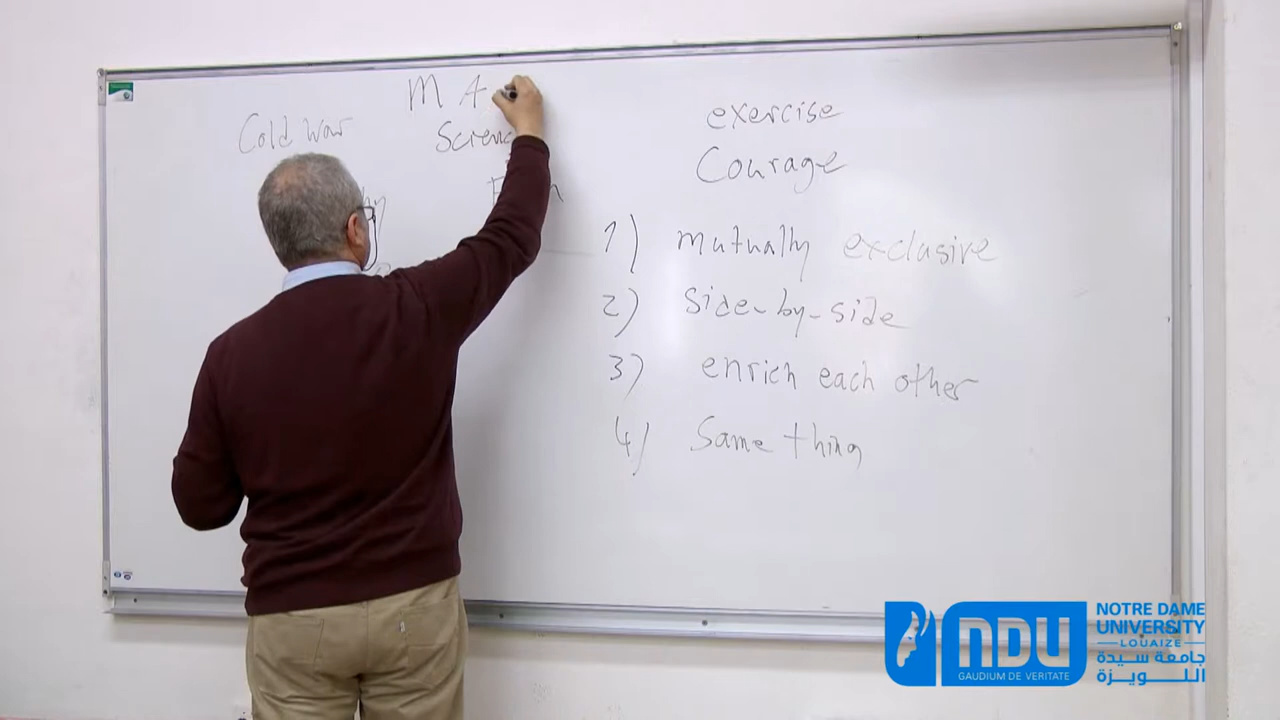 M A
Cold War
Scienc
exercise
Courage
1) mutually exclusive
2) Side-by-side
3) enrich each other
4) Same thing
NDU
GAUDIUM DE VERITATE
NOTRE DAME
UNIVERSITY
LOUAIZE
جامعة سيدة
اللويزة